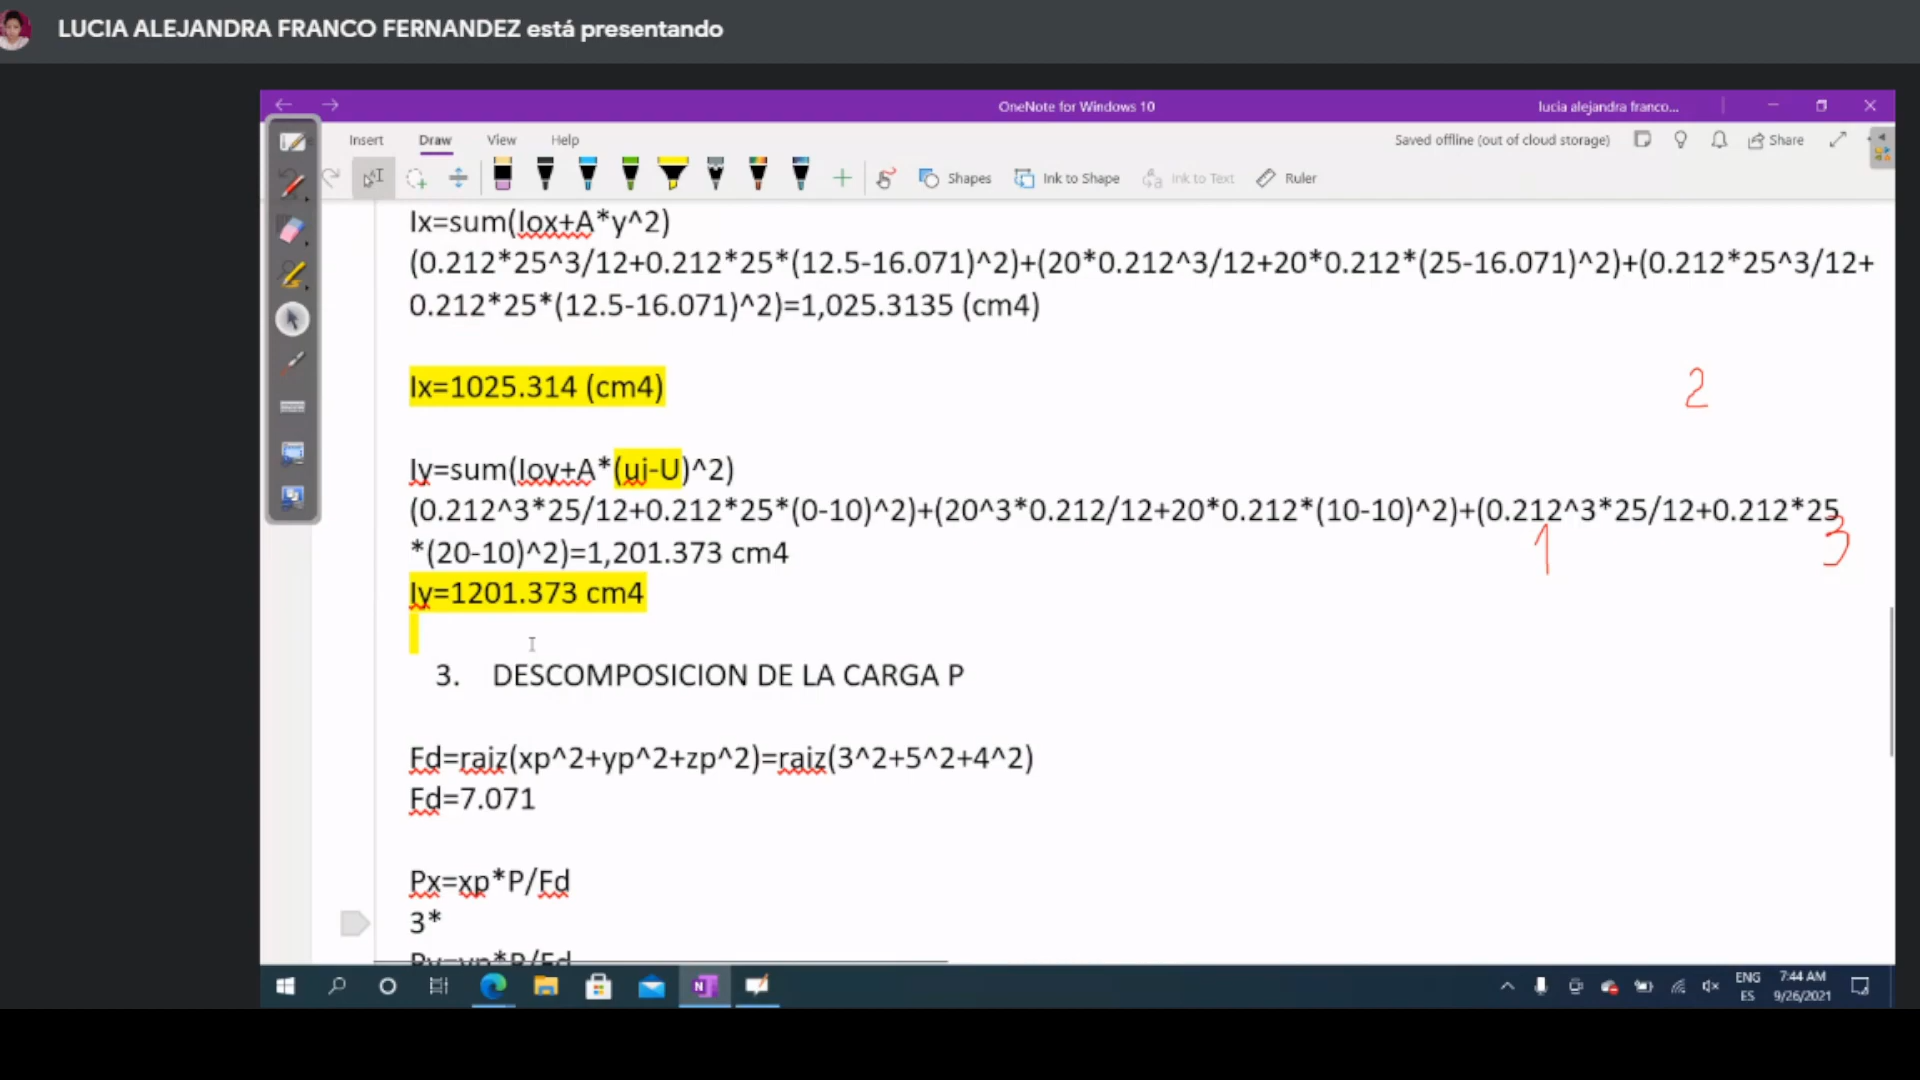 LUCIA ALEJANDRA FRANCO FERNANDEZ está presentando
OneNote for Windows 10
lucia alejandra franco...
Insert
Draw
View
Help
Saved offline (out of cloud storage)
Share
Shapes
Ink to Shape
Ink to Text
Ruler
Ix=sum(Iox+A*y^2)
(0.212*25^3/12+0.212*25*(12.5-16.071)^2)+(20*0.212^3/12+20*0.212*(25-16.071)^2)+(0.212*25^3/12+
0.212*25*(12.5-16.071)^2)=1,025.3135 (cm4)
Ix=1025.314 (cm4)
2
Iy=sum(Ioy+A*(ui-U)^2)
(0.212^3*25/12+0.212*25*(0-10)^2)+(20^3*0.212/12+20*0.212*(10-10)^2)+(0.212^3*25/12+0.212*25
*(20-10)^2)=1,201.373 cm4
1
3
Iy=1201.373 cm4
3. DESCOMPOSICION DE LA CARGA P
Fd=raiz(xp^2+yp^2+zp^2)=raiz(3^2+5^2+4^2)
Fd=7.071
Px=xp*P/Fd
3*
Py=yp*P/Fd
ENG
ES
7:44 AM
9/26/2021